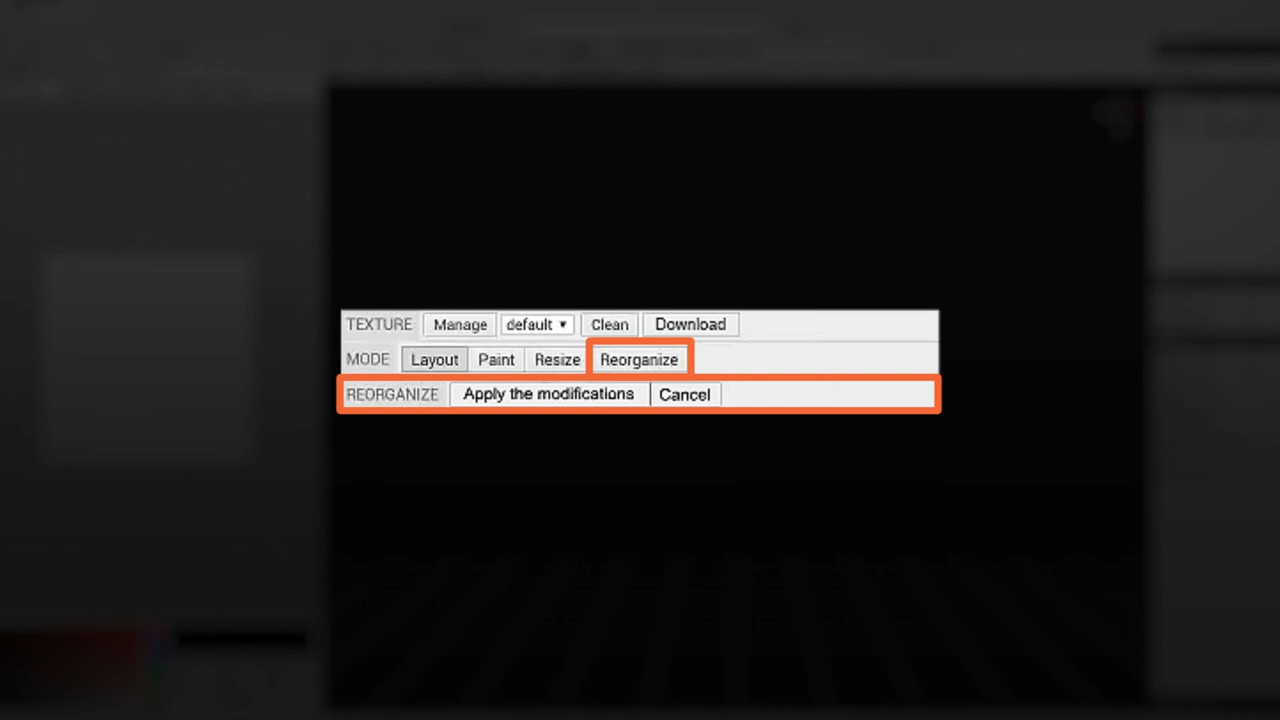 TEXTURE Manage default Clean Download
MODE Layout Paint Resize Reorganize
REORGANIZE Apply the modifications Cancel